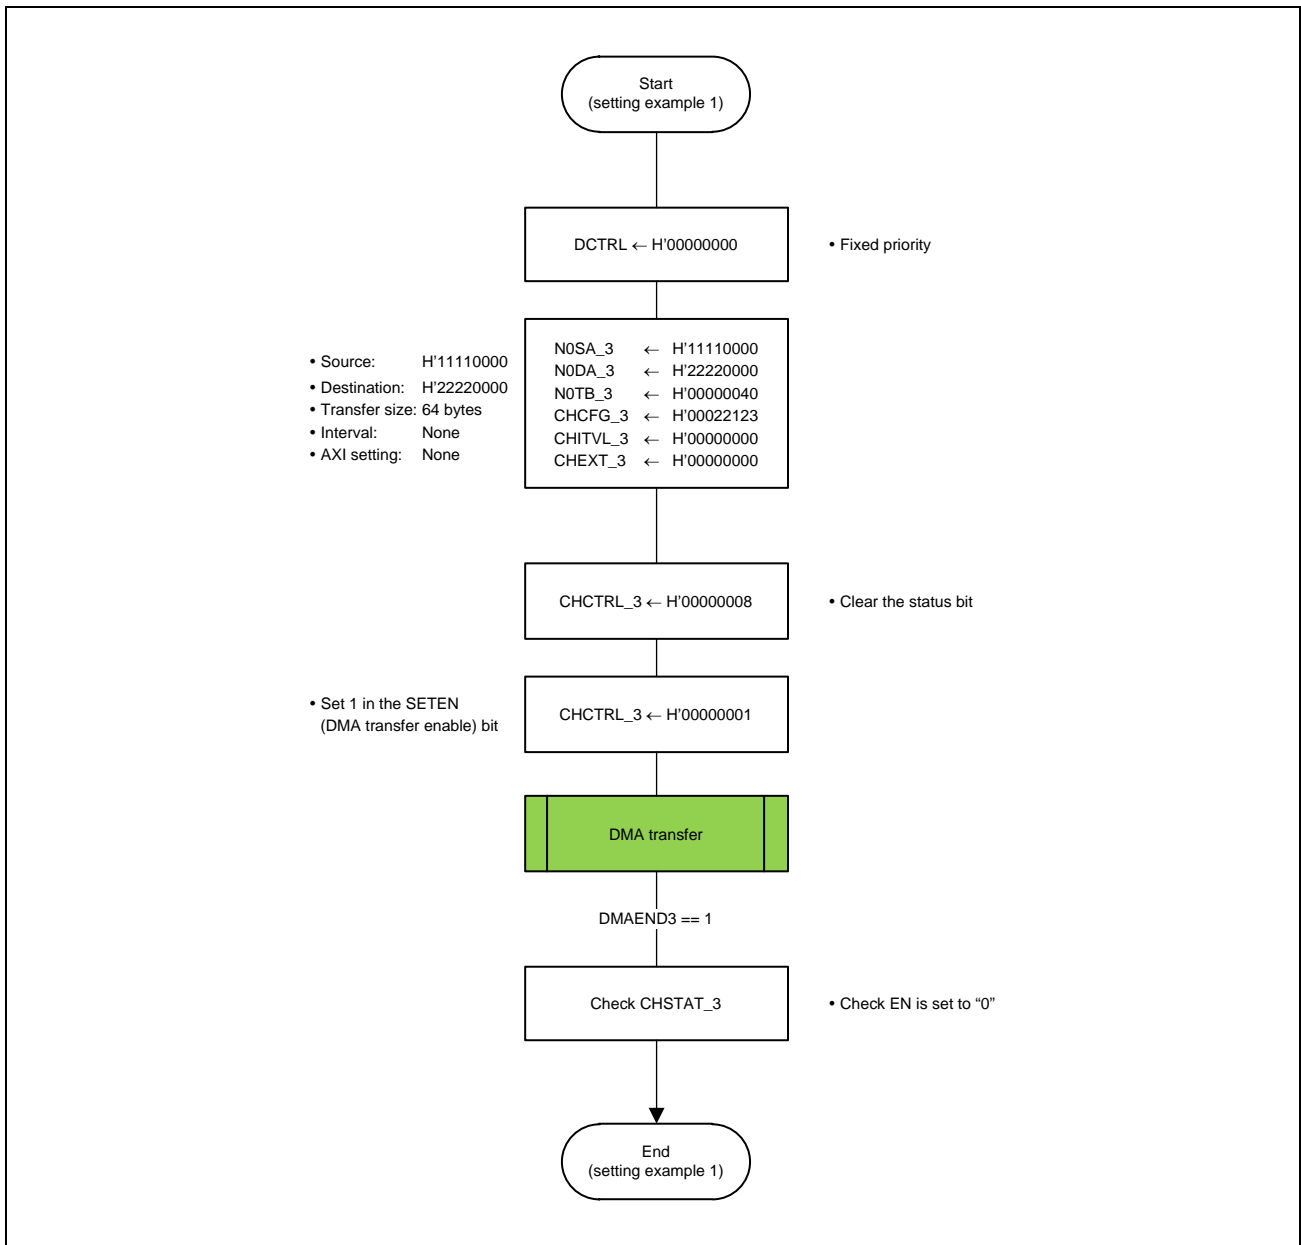 Start
(setting example 1)
DCTRL ← H’00000000
• Fixed priority
• Source: H’11110000
• Destination: H’22220000
• Transfer size: 64 bytes
• Interval: None
• AXI setting: None
N0SA_3 ← H’11110000
N0DA_3 ← H’22220000
N0TB_3 ← H’00000040
CHCFG_3 ← H’00022123
CHITVL_3 ← H’00000000
CHEXT_3 ← H’00000000
CHCTRL_3 ← H’00000008
• Clear the status bit
• Set 1 in the SETEN
(DMA transfer enable) bit
CHCTRL_3 ← H’00000001
DMA transfer
DMAEND3 == 1
Check CHSTAT_3
• Check EN is set to “0”
End
(setting example 1)